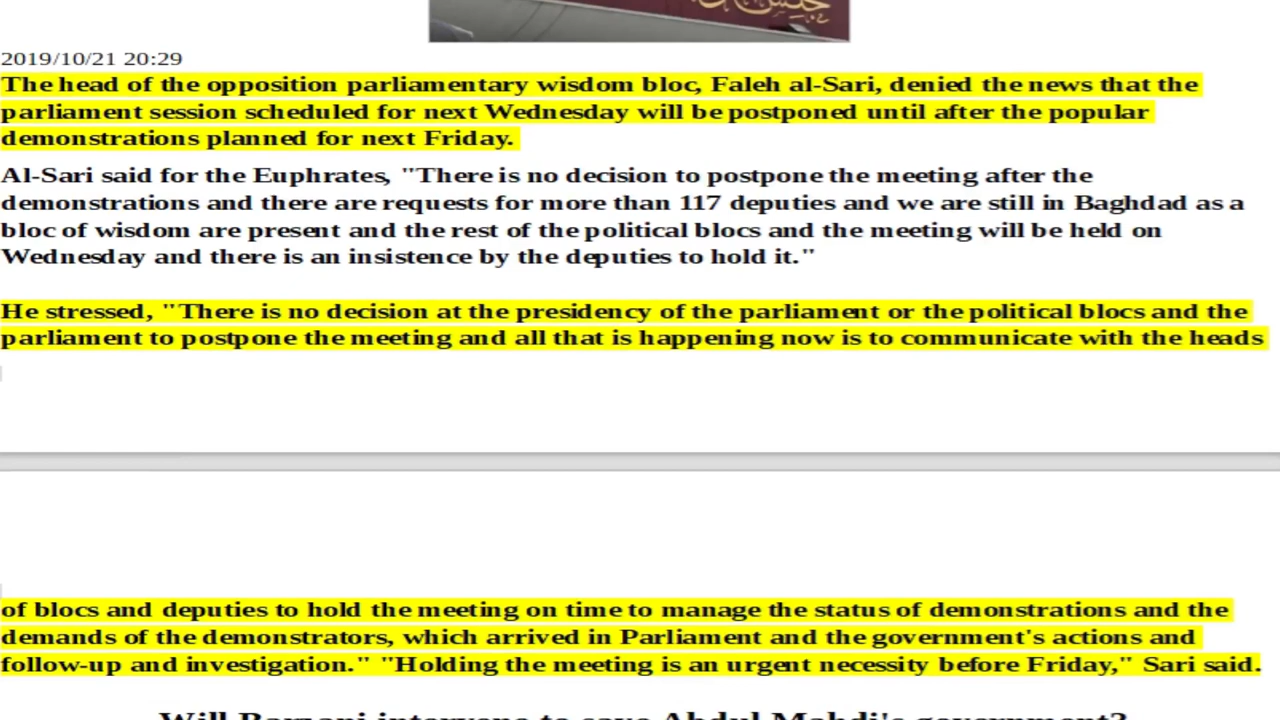 2019/10/21 20:29
The head of the opposition parliamentary wisdom bloc, Faleh al-Sari, denied the news that the
parliament session scheduled for next Wednesday will be postponed until after the popular
demonstrations planned for next Friday.
Al-Sari said for the Euphrates, "There is no decision to postpone the meeting after the
demonstrations and there are requests for more than 117 deputies and we are still in Baghdad as a
bloc of wisdom are present and the rest of the political blocs and the meeting will be held on
Wednesday and there is an insistence by the deputies to hold it."
He stressed, "There is no decision at the presidency of the parliament or the political blocs and the
parliament to postpone the meeting and all that is happening now is to communicate with the heads
of blocs and deputies to hold the meeting on time to manage the status of demonstrations and the
demands of the demonstrators, which arrived in Parliament and the government's actions and
follow-up and investigation." "Holding the meeting is an urgent necessity before Friday," Sari said.
Will Barzani intervene to save Abdul Mahdi's government?